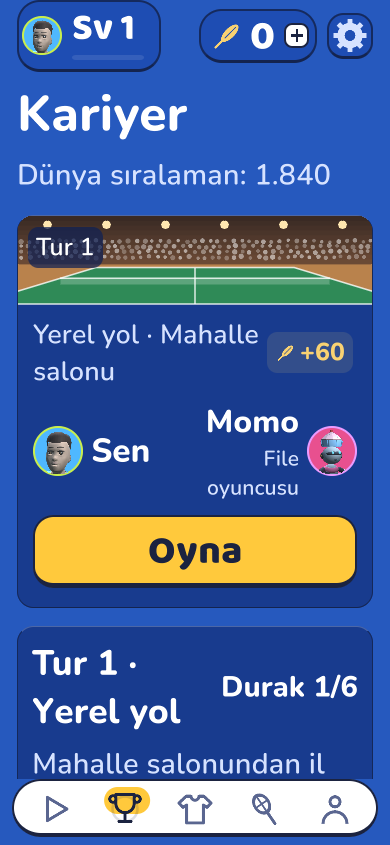 Sv 1
0
Kariyer
Dünya sıralaman: 1.840
Tur 1
Yerel yol · Mahalle
salonu
+60
Sen
Momo
File
oyuncusu
Oyna
Tur 1 ·
Yerel yol
Durak 1/6
Mahalle salonundan il